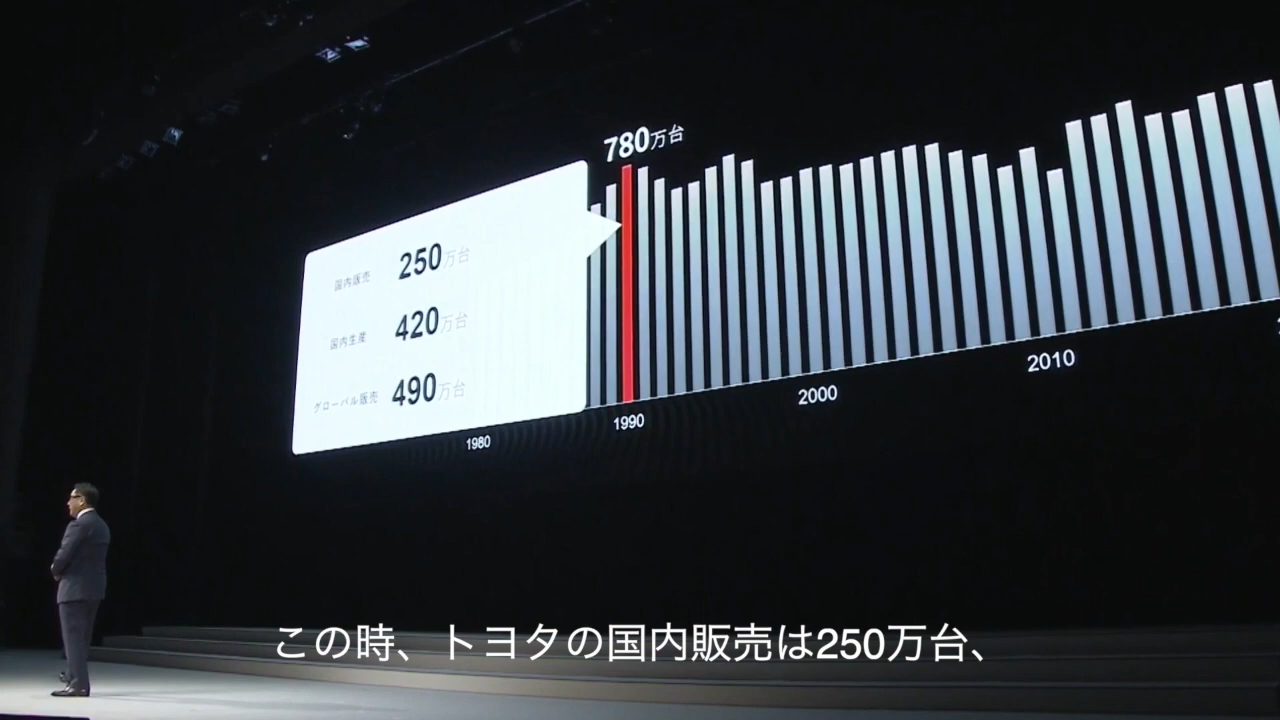 780万台
国内販売 250万台
国内生産 420万台
グローバル販売 490万台
1980
1990
2000
2010
この時、トヨタの国内販売は250万台、